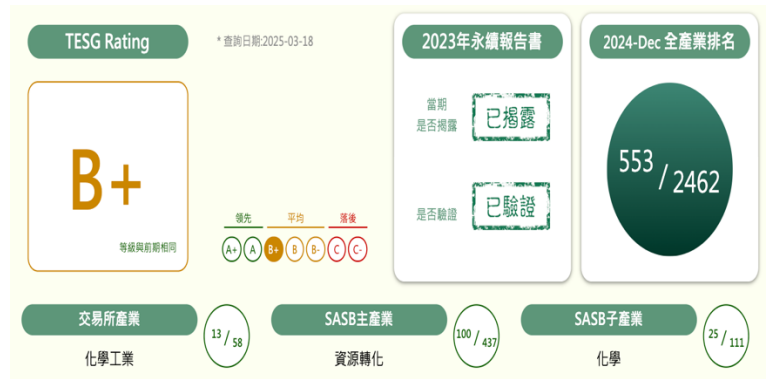 TESG Rating
* 查詢日期:2025-03-18
B+
等級與前期相同
領先 平均 落後
A+ A B+ B B- C C-
2023年永續報告書
當期
是否揭露
已揭露
是否驗證
已驗證
2024-Dec 全產業排名
553 / 2462
交易所產業
13 / 58
化學工業
SASB主產業
100 / 437
資源轉化
SASB子產業
25 / 111
化學